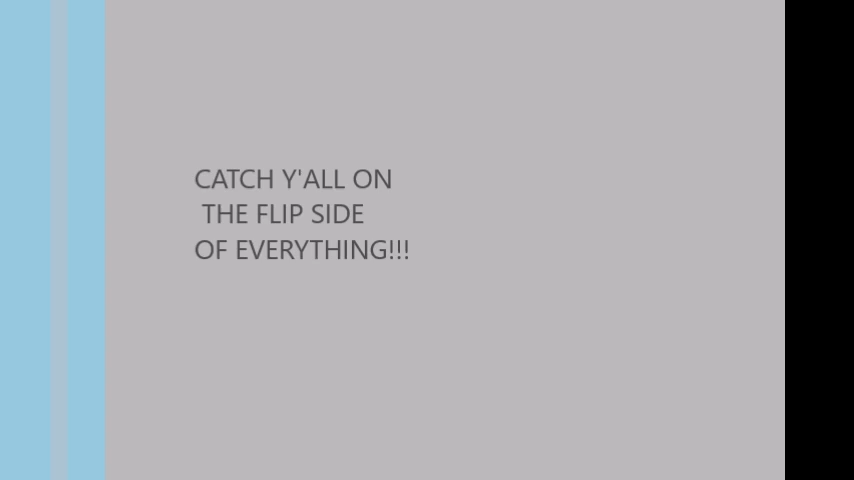 CATCH Y'ALL ON
THE FLIP SIDE
OF EVERYTHING!!!